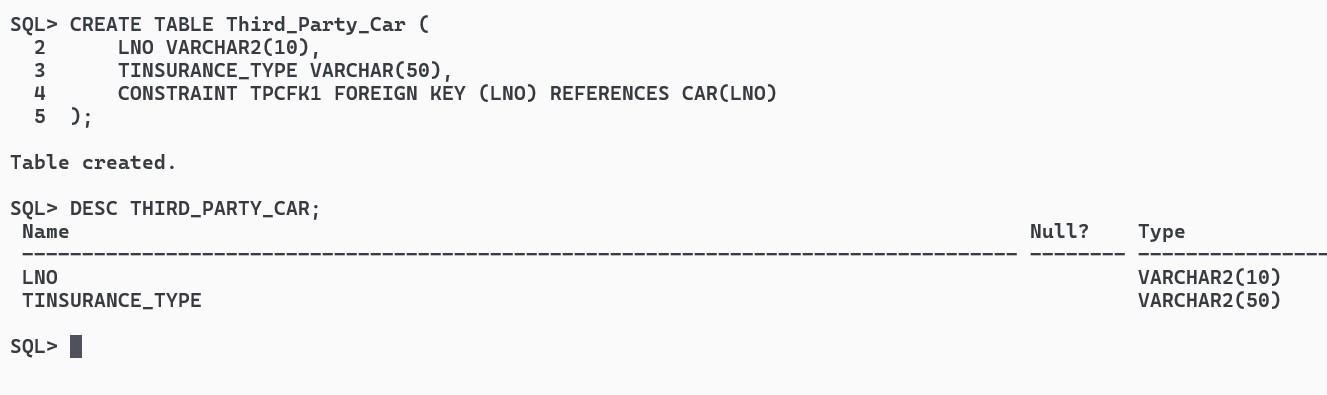 SQL> CREATE TABLE Third_Party_Car (
  2      LNO VARCHAR2(10),
  3      TINSURANCE_TYPE VARCHAR(50),
  4      CONSTRAINT TPCFK1 FOREIGN KEY (LNO) REFERENCES CAR(LNO)
  5  );
Table created.
SQL> DESC THIRD_PARTY_CAR;
 Name                                                                                Null?    Type
 ----------------------------------------------------------------------------------- -------- ----------------
 LNO                                                                                          VARCHAR2(10)
 TINSURANCE_TYPE                                                                              VARCHAR2(50)
SQL>